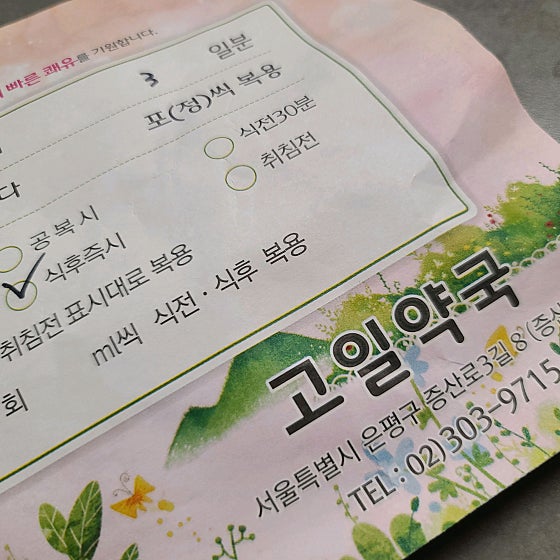 빠른 쾌유를 기원합니다.
3 일분
포(정)씩 복용
다
식전30분
취침전
공복 시
식후즉시
취침전 표시대로 복용
ml씩 식전 · 식후 복용
회
고일약국
서울특별시 은평구 증산로3길 8 (증산
TEL : 02)303-9715